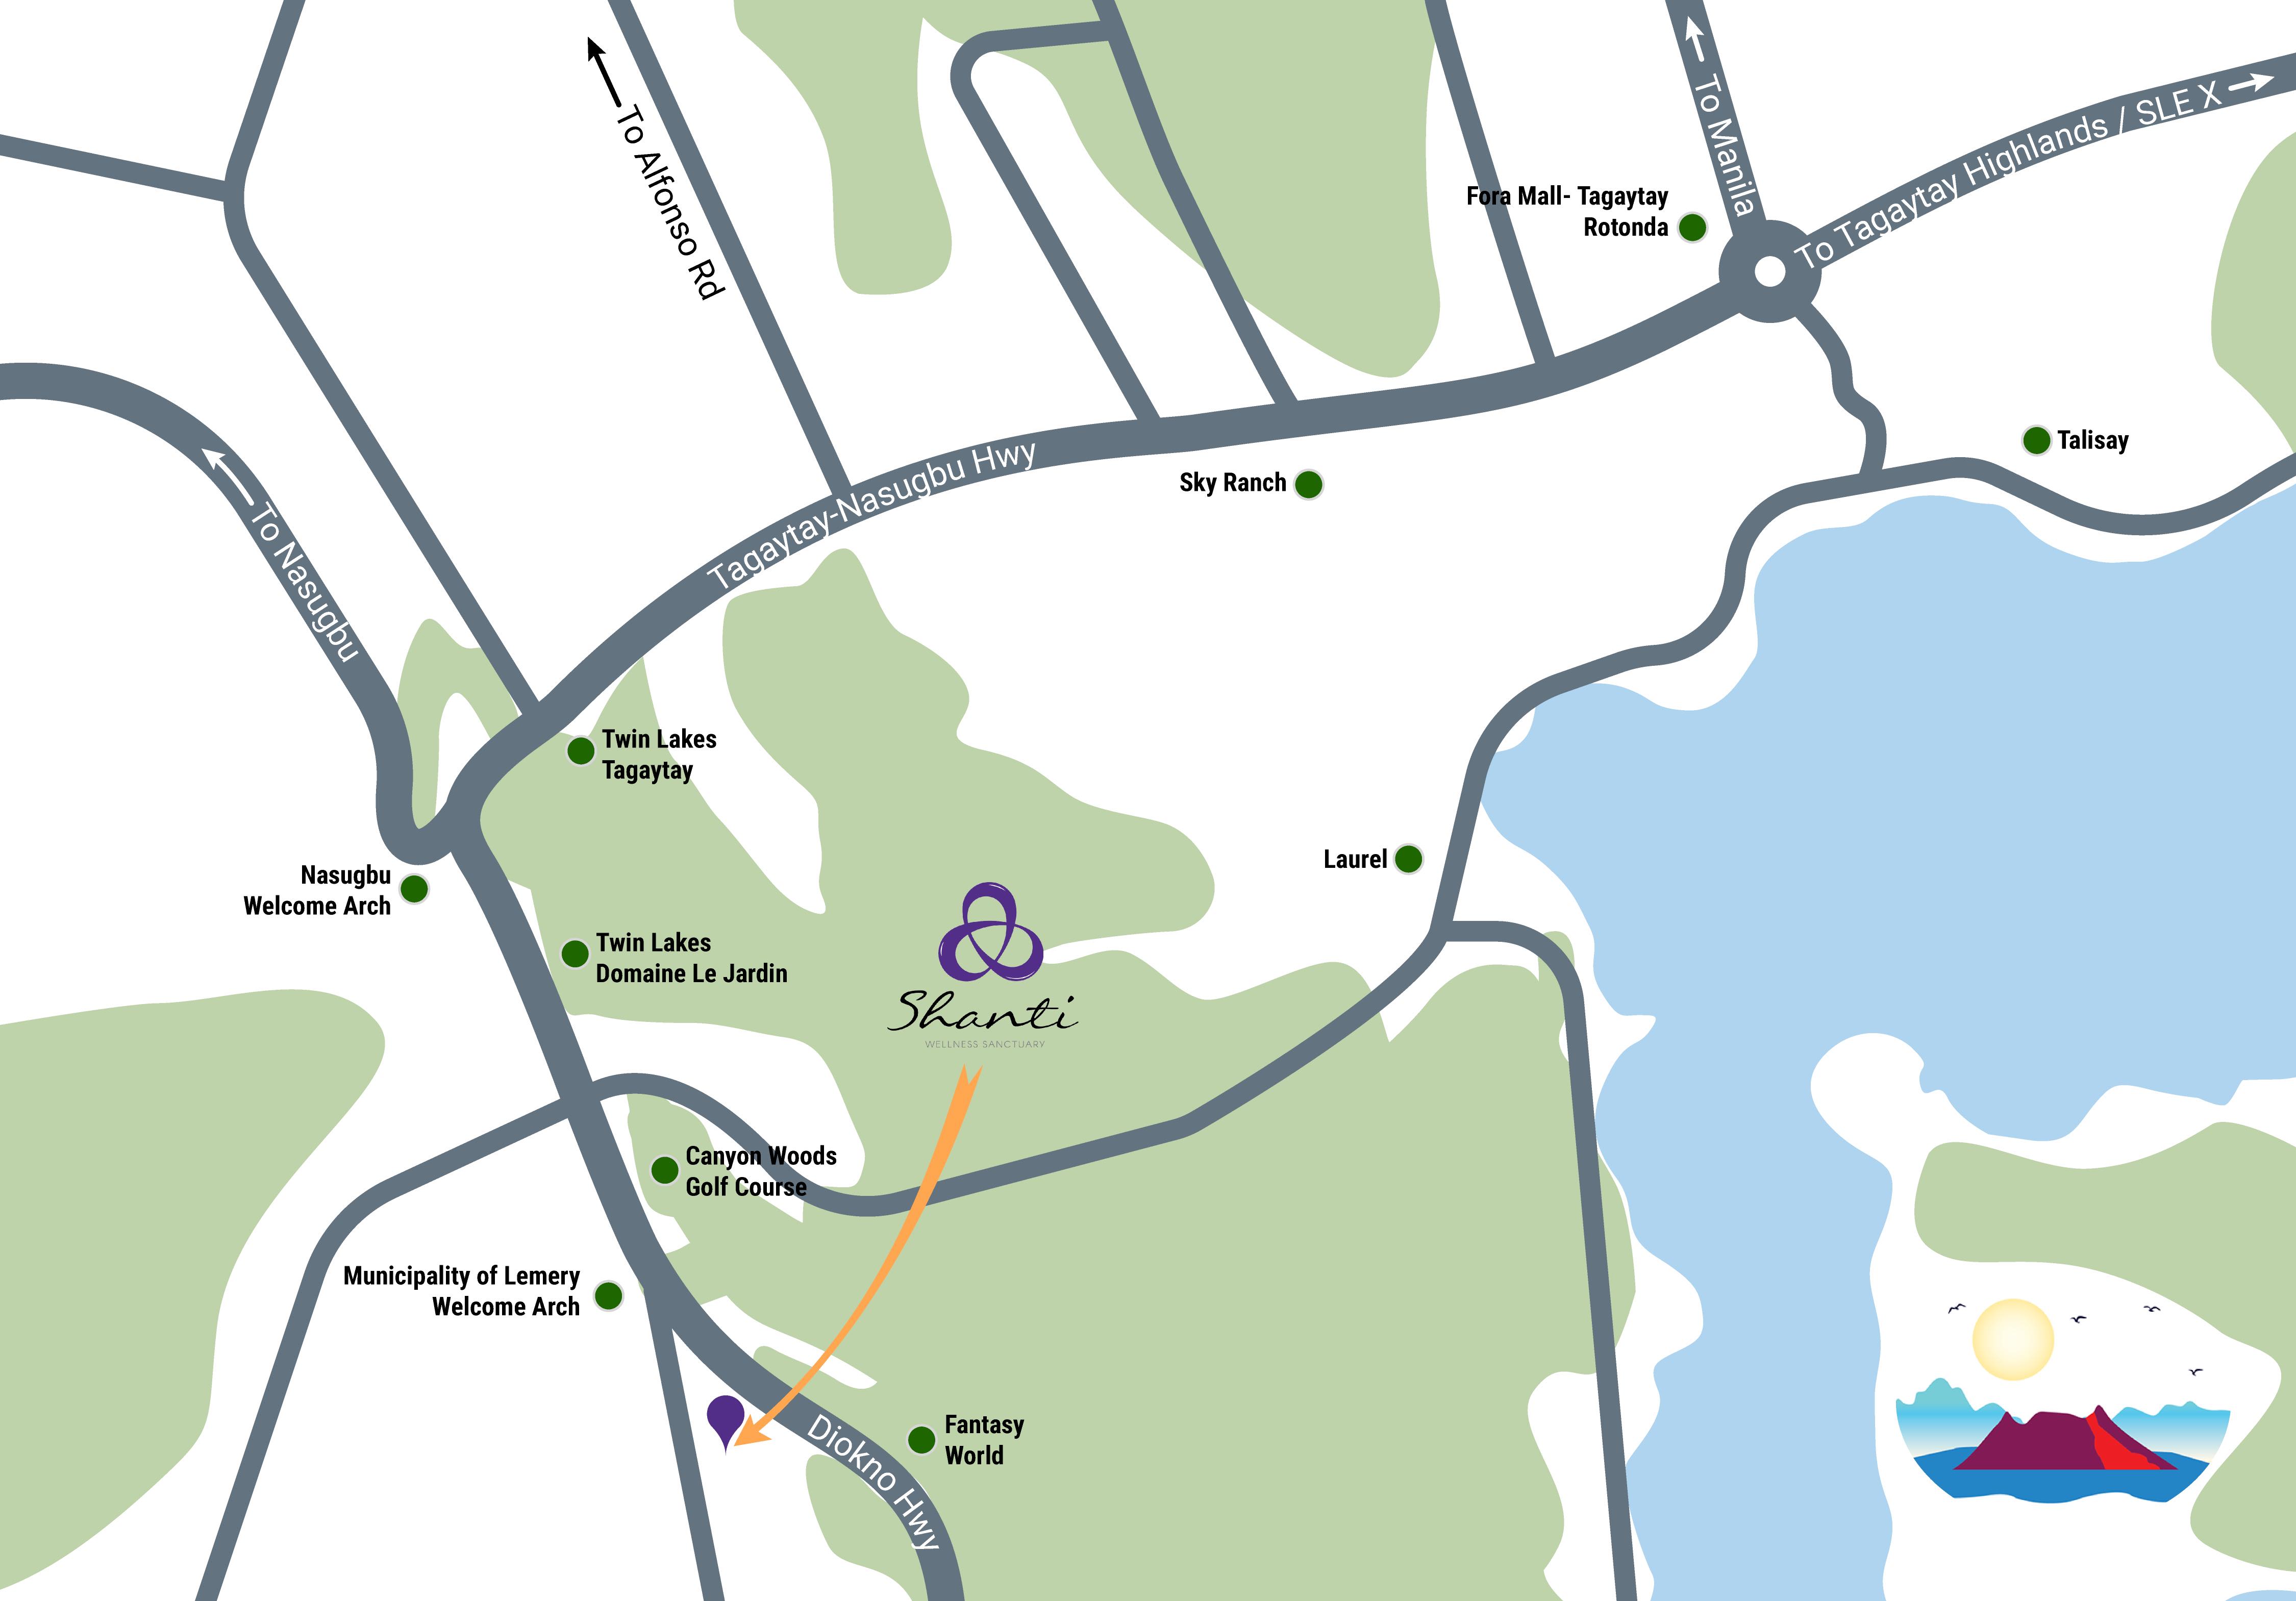 To Alfonso Rd
To Manila
To Tagaytay Highlands / SLEX
Fora Mall- Tagaytay
Rotonda
Talisay
Tagaytay-Nasugbu Hwy
Sky Ranch
To Nasugbu
Twin Lakes
Tagaytay
Laurel
Nasugbu
Welcome Arch
Twin Lakes
Domaine Le Jardin
Shanti
WELLNESS SANCTUARY
Canyon Woods
Golf Course
Municipality of Lemery
Welcome Arch
Fantasy
World
Diokno Hwy